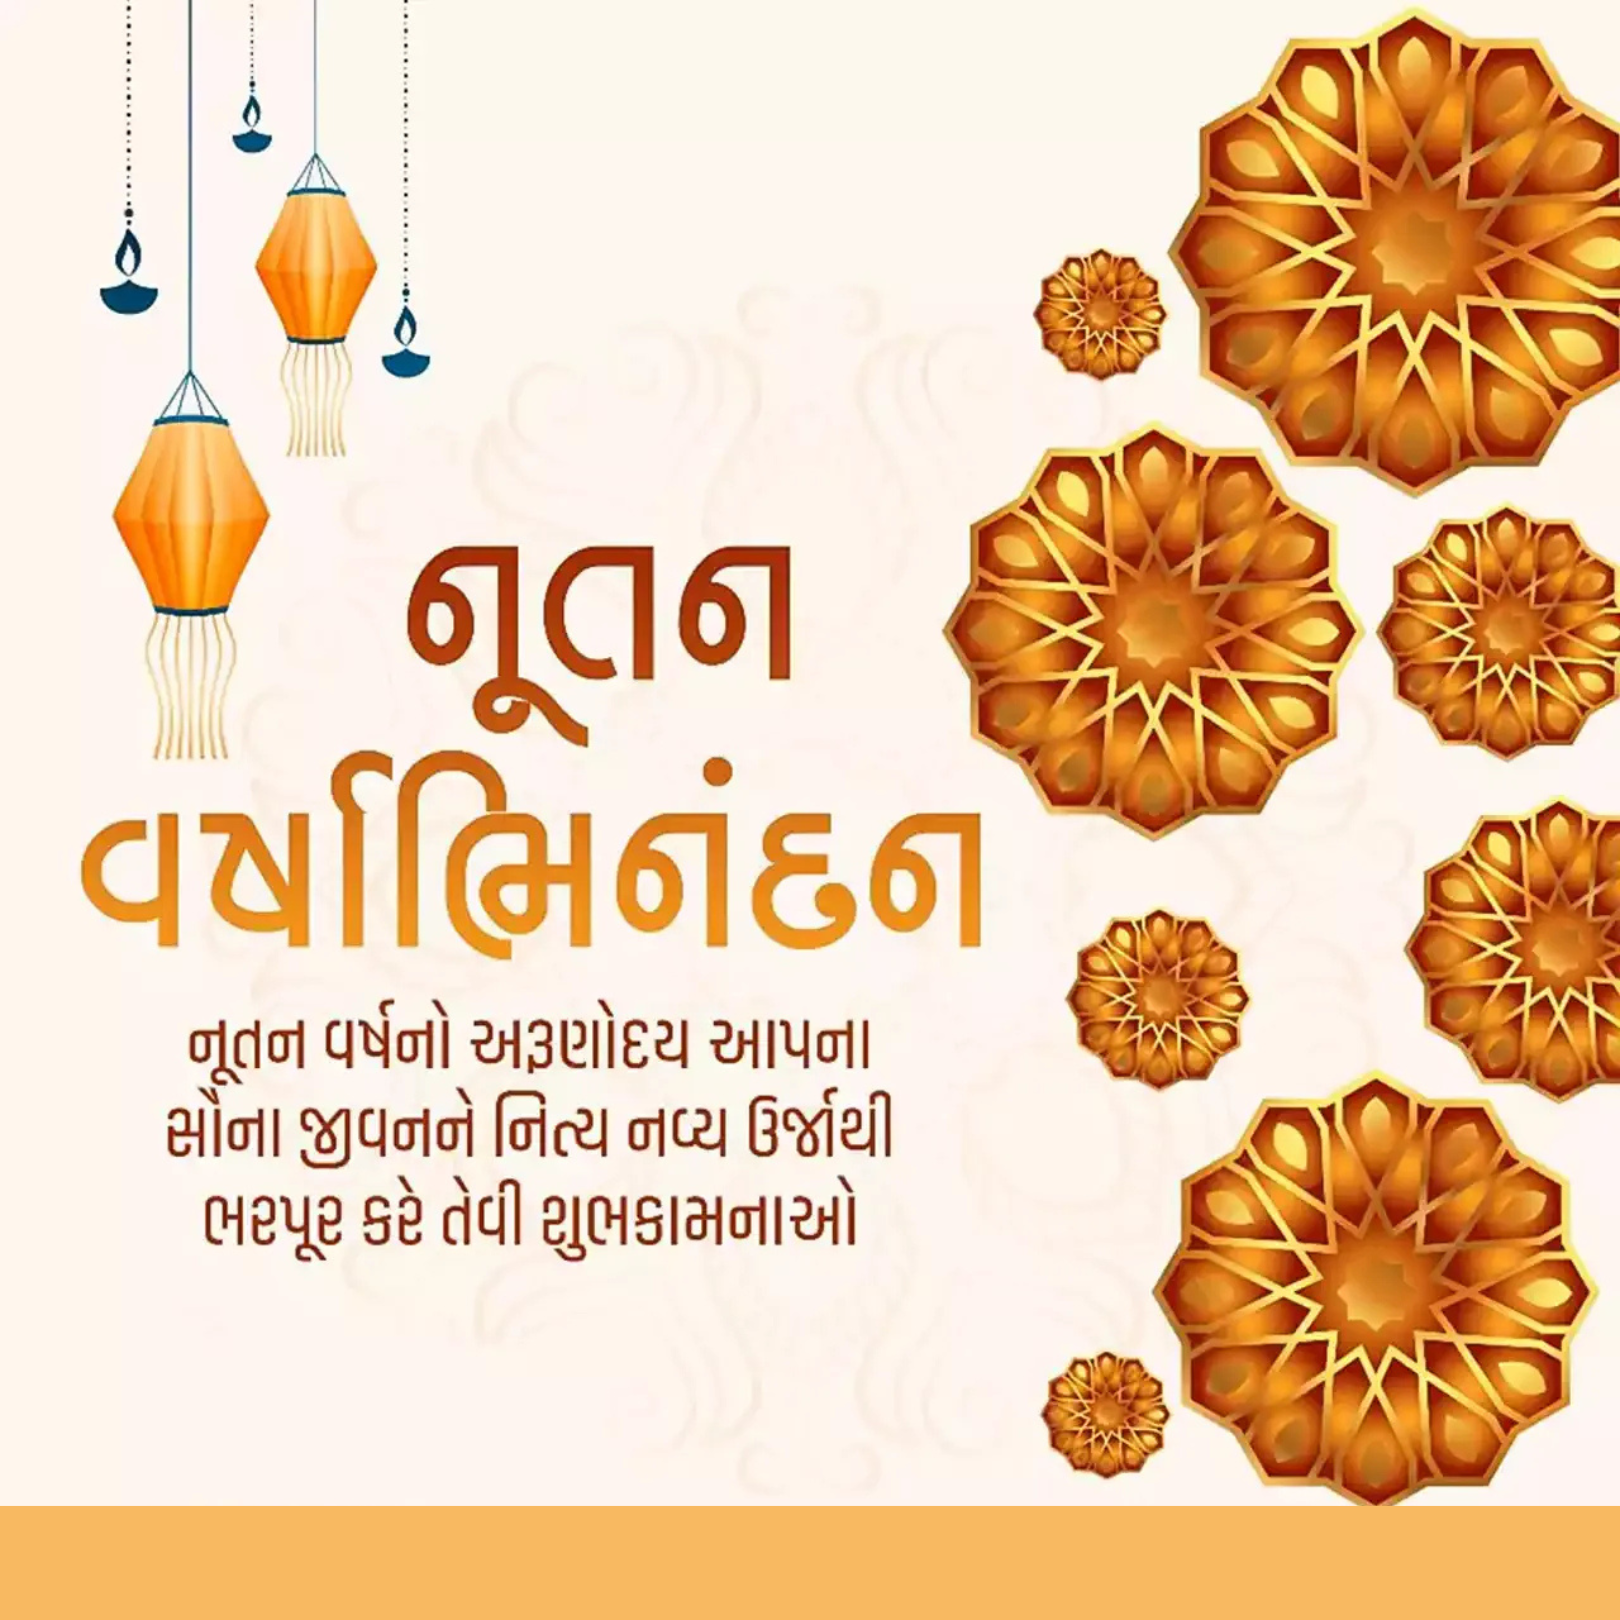 નૂતન
વર્ષાભિનંદન
નૂતન વર્ષનો અરૂણોદય આપના
સૌના જીવનને નિત્ય નવ્ય ઉર્જાથી
ભરપૂર કરે તેવી શુભકામનાઓ